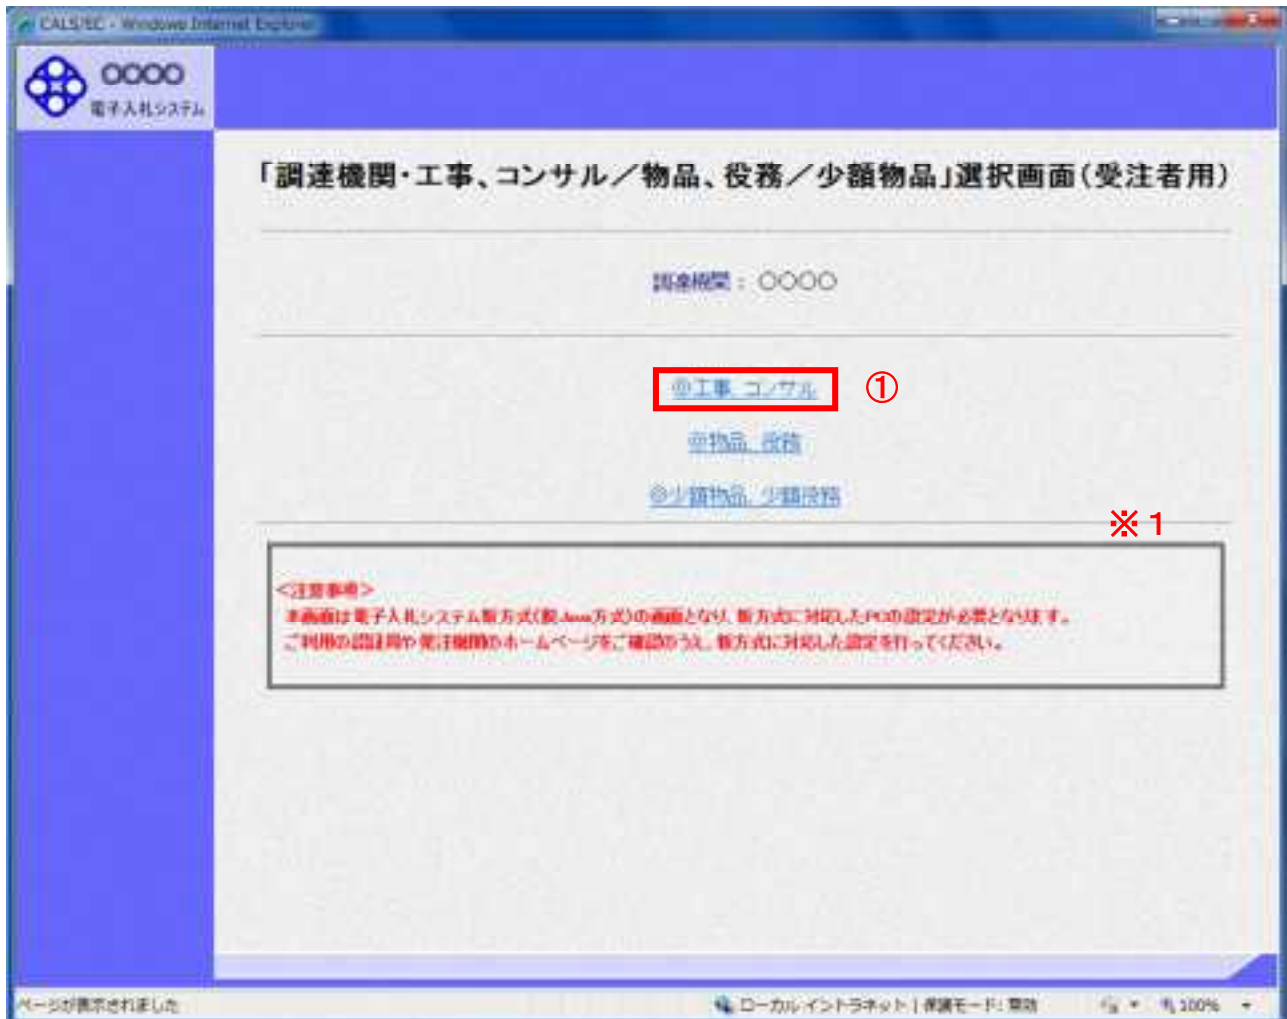 CALS/EC - Windows Internet Explorer
〇〇〇〇
電子入札システム
「調達機関・工事、コンサル／物品、役務／少額物品」選択画面(受注者用)
調達機関： 〇〇〇〇
◎工事、コンサル
①
◎物品、役務
◎少額物品、少額役務
※１
＜注意事項＞
本画面は電子入札システム新方式(脱Java方式)の画面となり、新方式に対応したPCの設定が必要となります。
ご利用の認証局や発注機関のホームページをご確認のうえ、新方式に対応した設定を行ってください。
ページが表示されました
ローカル イントラネット | 保護モード: 無効
100%